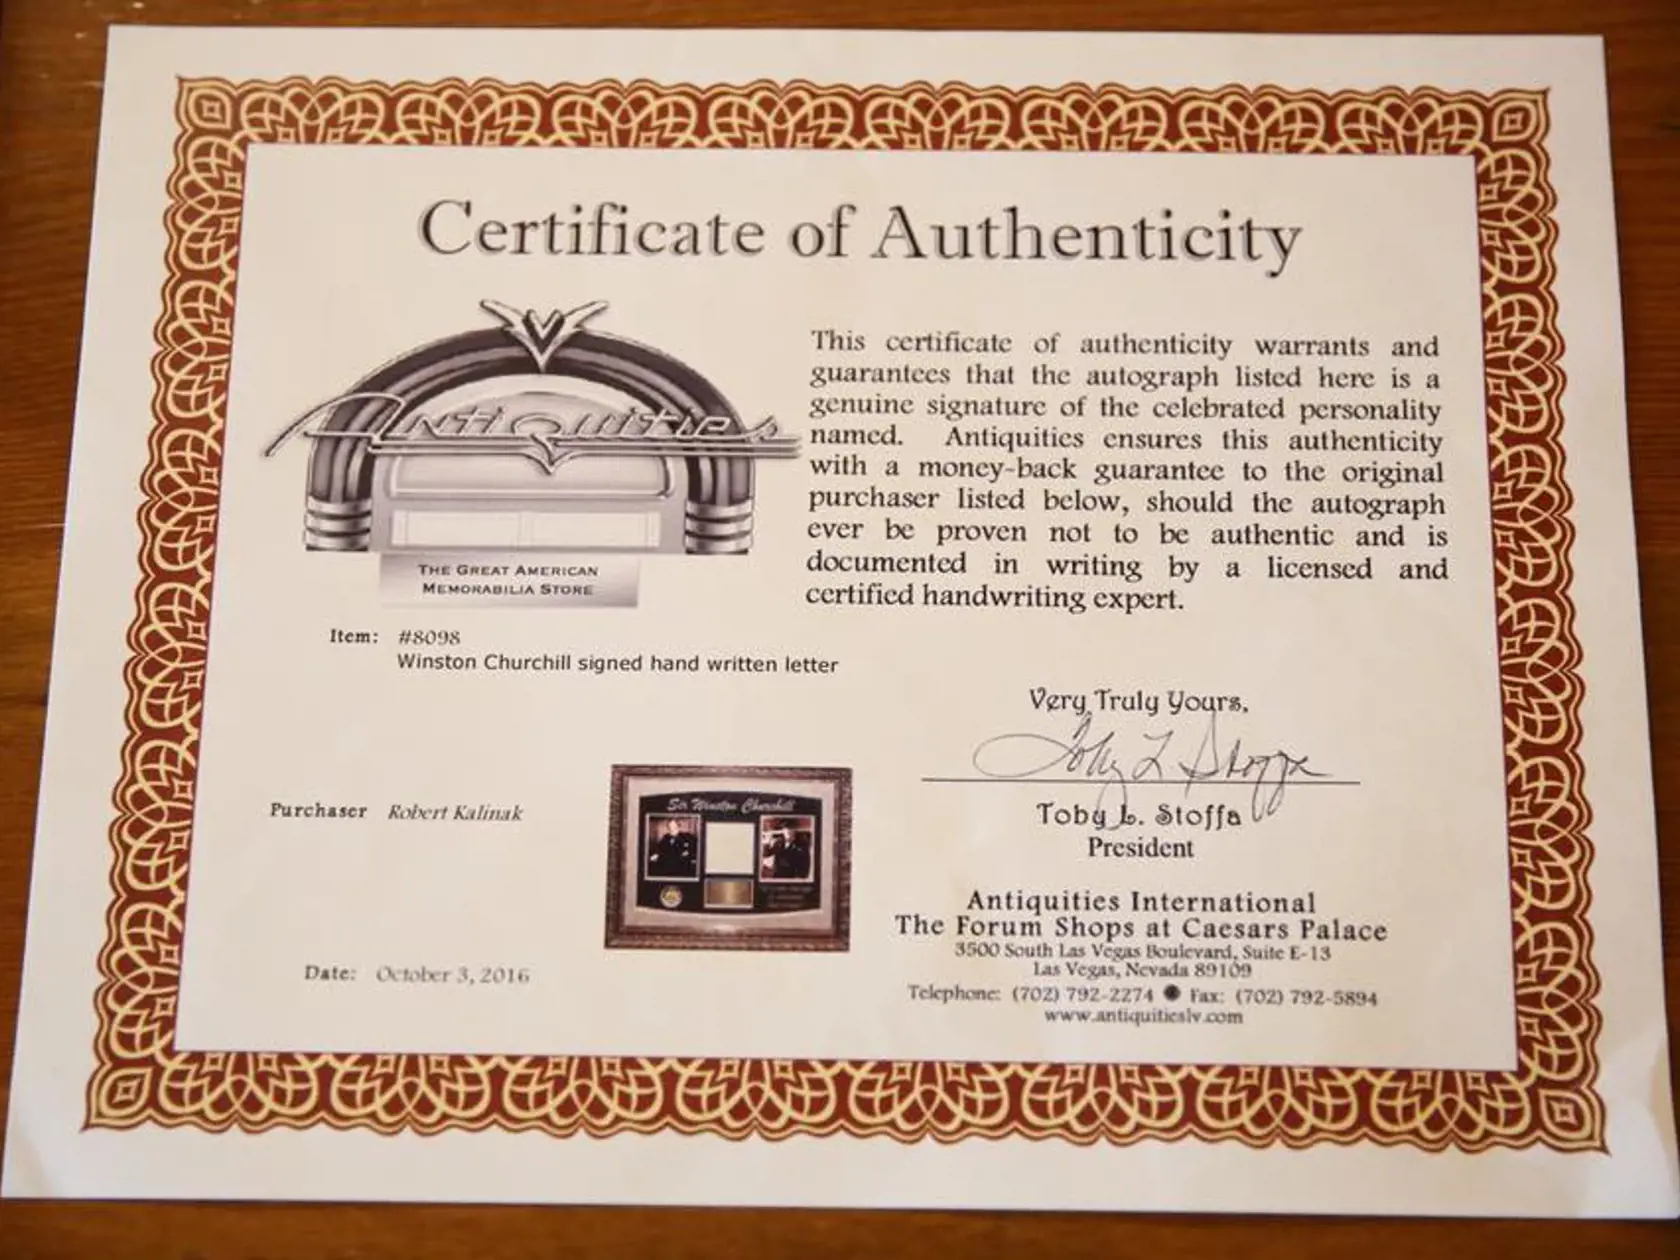 Certificate of Authenticity
Antiquities
THE GREAT AMERICAN
MEMORABILIA STORE
This certificate of authenticity warrants and
guarantees that the autograph listed here is a
genuine signature of the celebrated personality
named. Antiquities ensures this authenticity
with a money-back guarantee to the original
purchaser listed below, should the autograph
ever be proven not to be authentic and is
documented in writing by a licensed and
certified handwriting expert.
Item: #8098
Winston Churchill signed hand written letter
Very Truly Yours,
Toby L Stoffa
Toby L. Stoffa
President
Purchaser Robert Kalinak
Sir Winston Churchill
Date: October 3, 2016
Antiquities International
The Forum Shops at Caesars Palace
3500 South Las Vegas Boulevard, Suite E-13
Las Vegas, Nevada 89109
Telephone: (702) 792-2274 ● Fax: (702) 792-5894
www.antiquitieslv.com